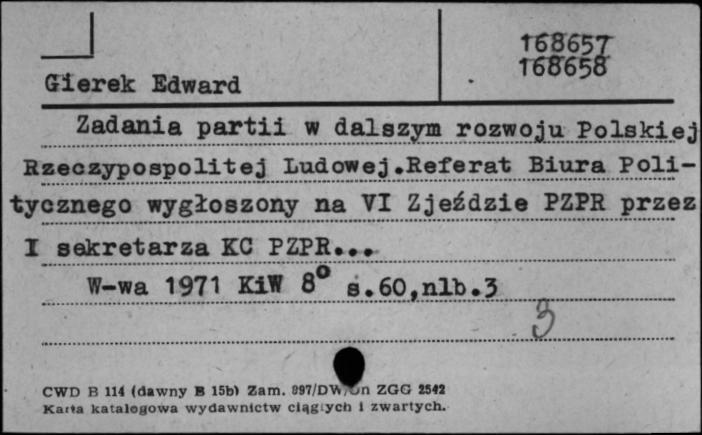 168657
168658
Gierek Edward
Zadania partii w dalszym rozwoju Polskiej
Rzeczypospolitej Ludowej.Referat Biura Poli-
tycznego wygłoszony na VI Zjeździe PZPR przez
I sekretarza KC PZPR...
W-wa 1971 KiW 8° s.60,nlb.3
3
CWD B 114 (dawny B 15b) Zam. 897/DW/ ZGG 2542
Karta katalogowa wydawnictw ciągłych i zwartych.